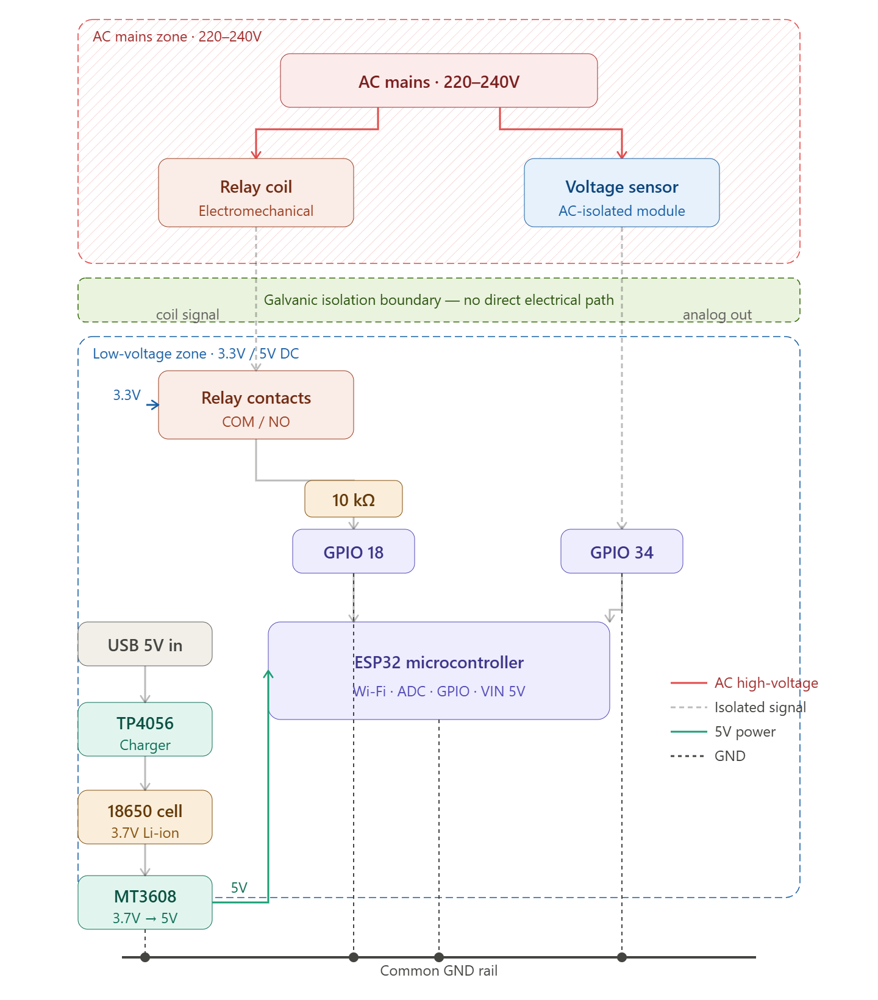 AC mains zone · 220–240V
AC mains · 220–240V
Relay coil
Electromechanical
Voltage sensor
AC-isolated module
Galvanic isolation boundary — no direct electrical path
coil signal
analog out
Low-voltage zone · 3.3V / 5V DC
3.3V
Relay contacts
COM / NO
10 kΩ
GPIO 18
GPIO 34
USB 5V in
ESP32 microcontroller
Wi-Fi · ADC · GPIO · VIN 5V
AC high-voltage
Isolated signal
5V power
GND
TP4056
Charger
18650 cell
3.7V Li-ion
MT3608
3.7V → 5V
5V
Common GND rail